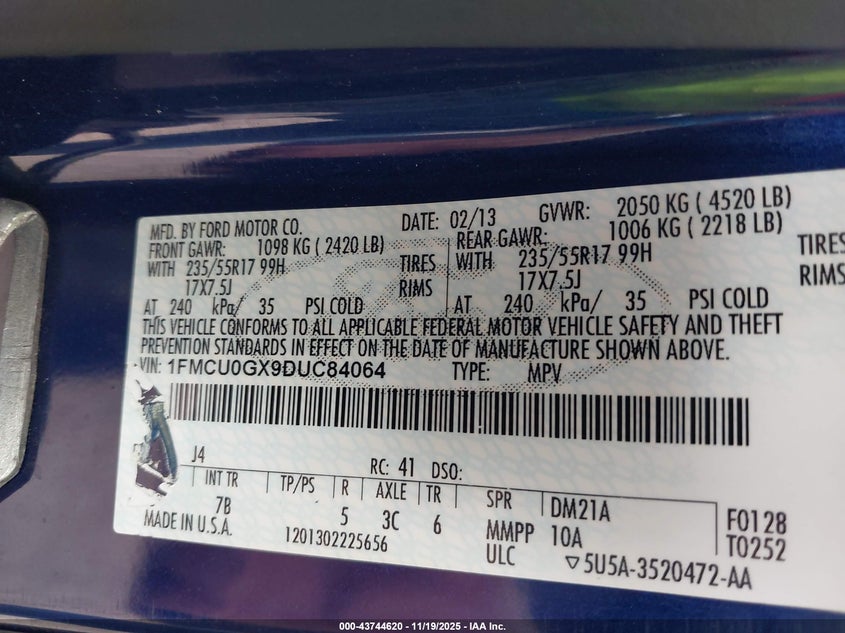 MFD. BY FORD MOTOR CO. DATE: 02/13 GVWR: 2050 KG ( 4520 LB)
FRONT GAWR: 1098 KG ( 2420 LB) REAR GAWR: 1006 KG ( 2218 LB)
WITH 235/55R17 99H TIRES WITH 235/55R17 99H TIRES
17X7.5J RIMS 17X7.5J RIMS
AT 240 kPa/ 35 PSI COLD AT 240 kPa/ 35 PSI COLD
THIS VEHICLE CONFORMS TO ALL APPLICABLE FEDERAL MOTOR VEHICLE SAFETY AND THEFT
PREVENTION STANDARDS IN EFFECT ON THE DATE OF MANUFACTURE SHOWN ABOVE.
VIN: 1FMCU0GX9DUC84064 TYPE: MPV
J4 RC: 41 DSO:
INT TR TP/PS R AXLE TR SPR DM21A F0128
7B 5 3C 6 MMPP 10A T0252
MADE IN U.S.A. 1201302225656 ULC ▽5U5A-3520472-AA
000-43744620 - 11/19/2025 - IAA Inc.